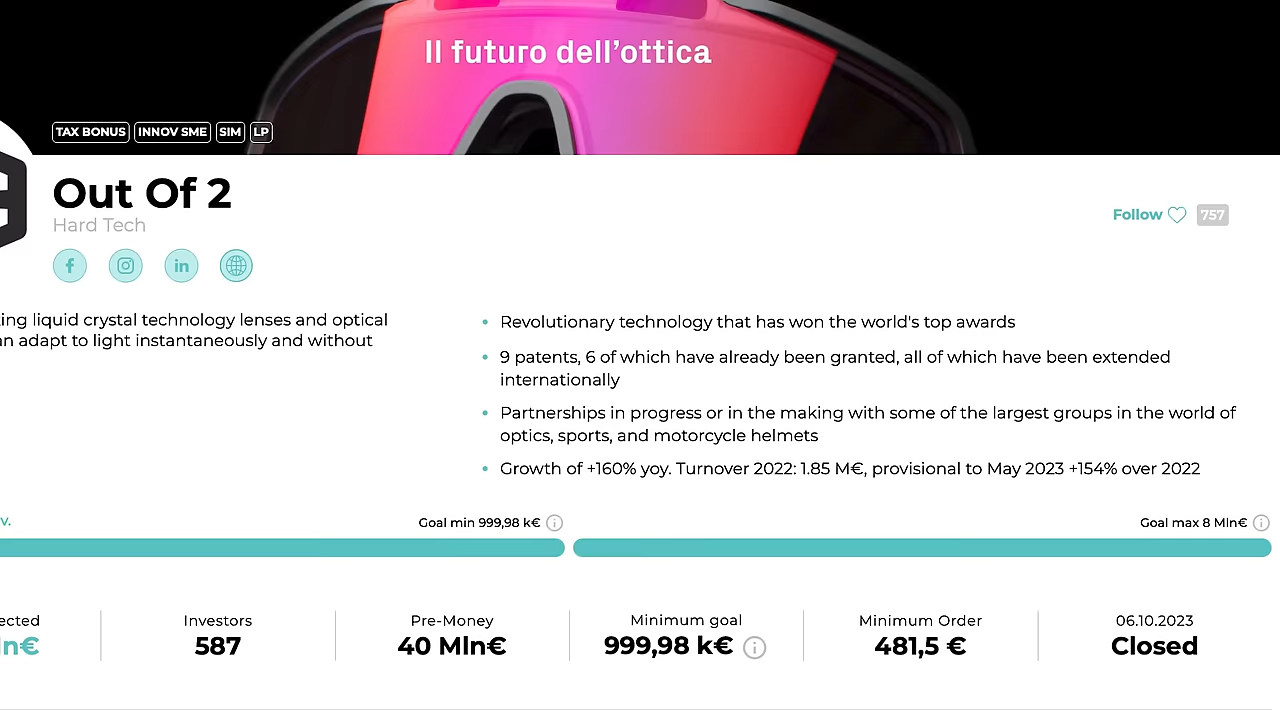 Il futuro dell'ottica
TAX BONUS INNOV SME SIM LP
Out Of 2
Hard Tech
Follow 757
ing liquid crystal technology lenses and optical
an adapt to light instantaneously and without
• Revolutionary technology that has won the world's top awards
• 9 patents, 6 of which have already been granted, all of which have been extended
internationally
• Partnerships in progress or in the making with some of the largest groups in the world of
optics, sports, and motorcycle helmets
• Growth of +160% yoy. Turnover 2022: 1.85 M€, provisional to May 2023 +154% over 2022
v.
Goal min 999,98 k€
Goal max 8 Mln€
ected
ln€
Investors
587
Pre-Money
40 Mln€
Minimum goal
999,98 k€
Minimum Order
481,5 €
06.10.2023
Closed